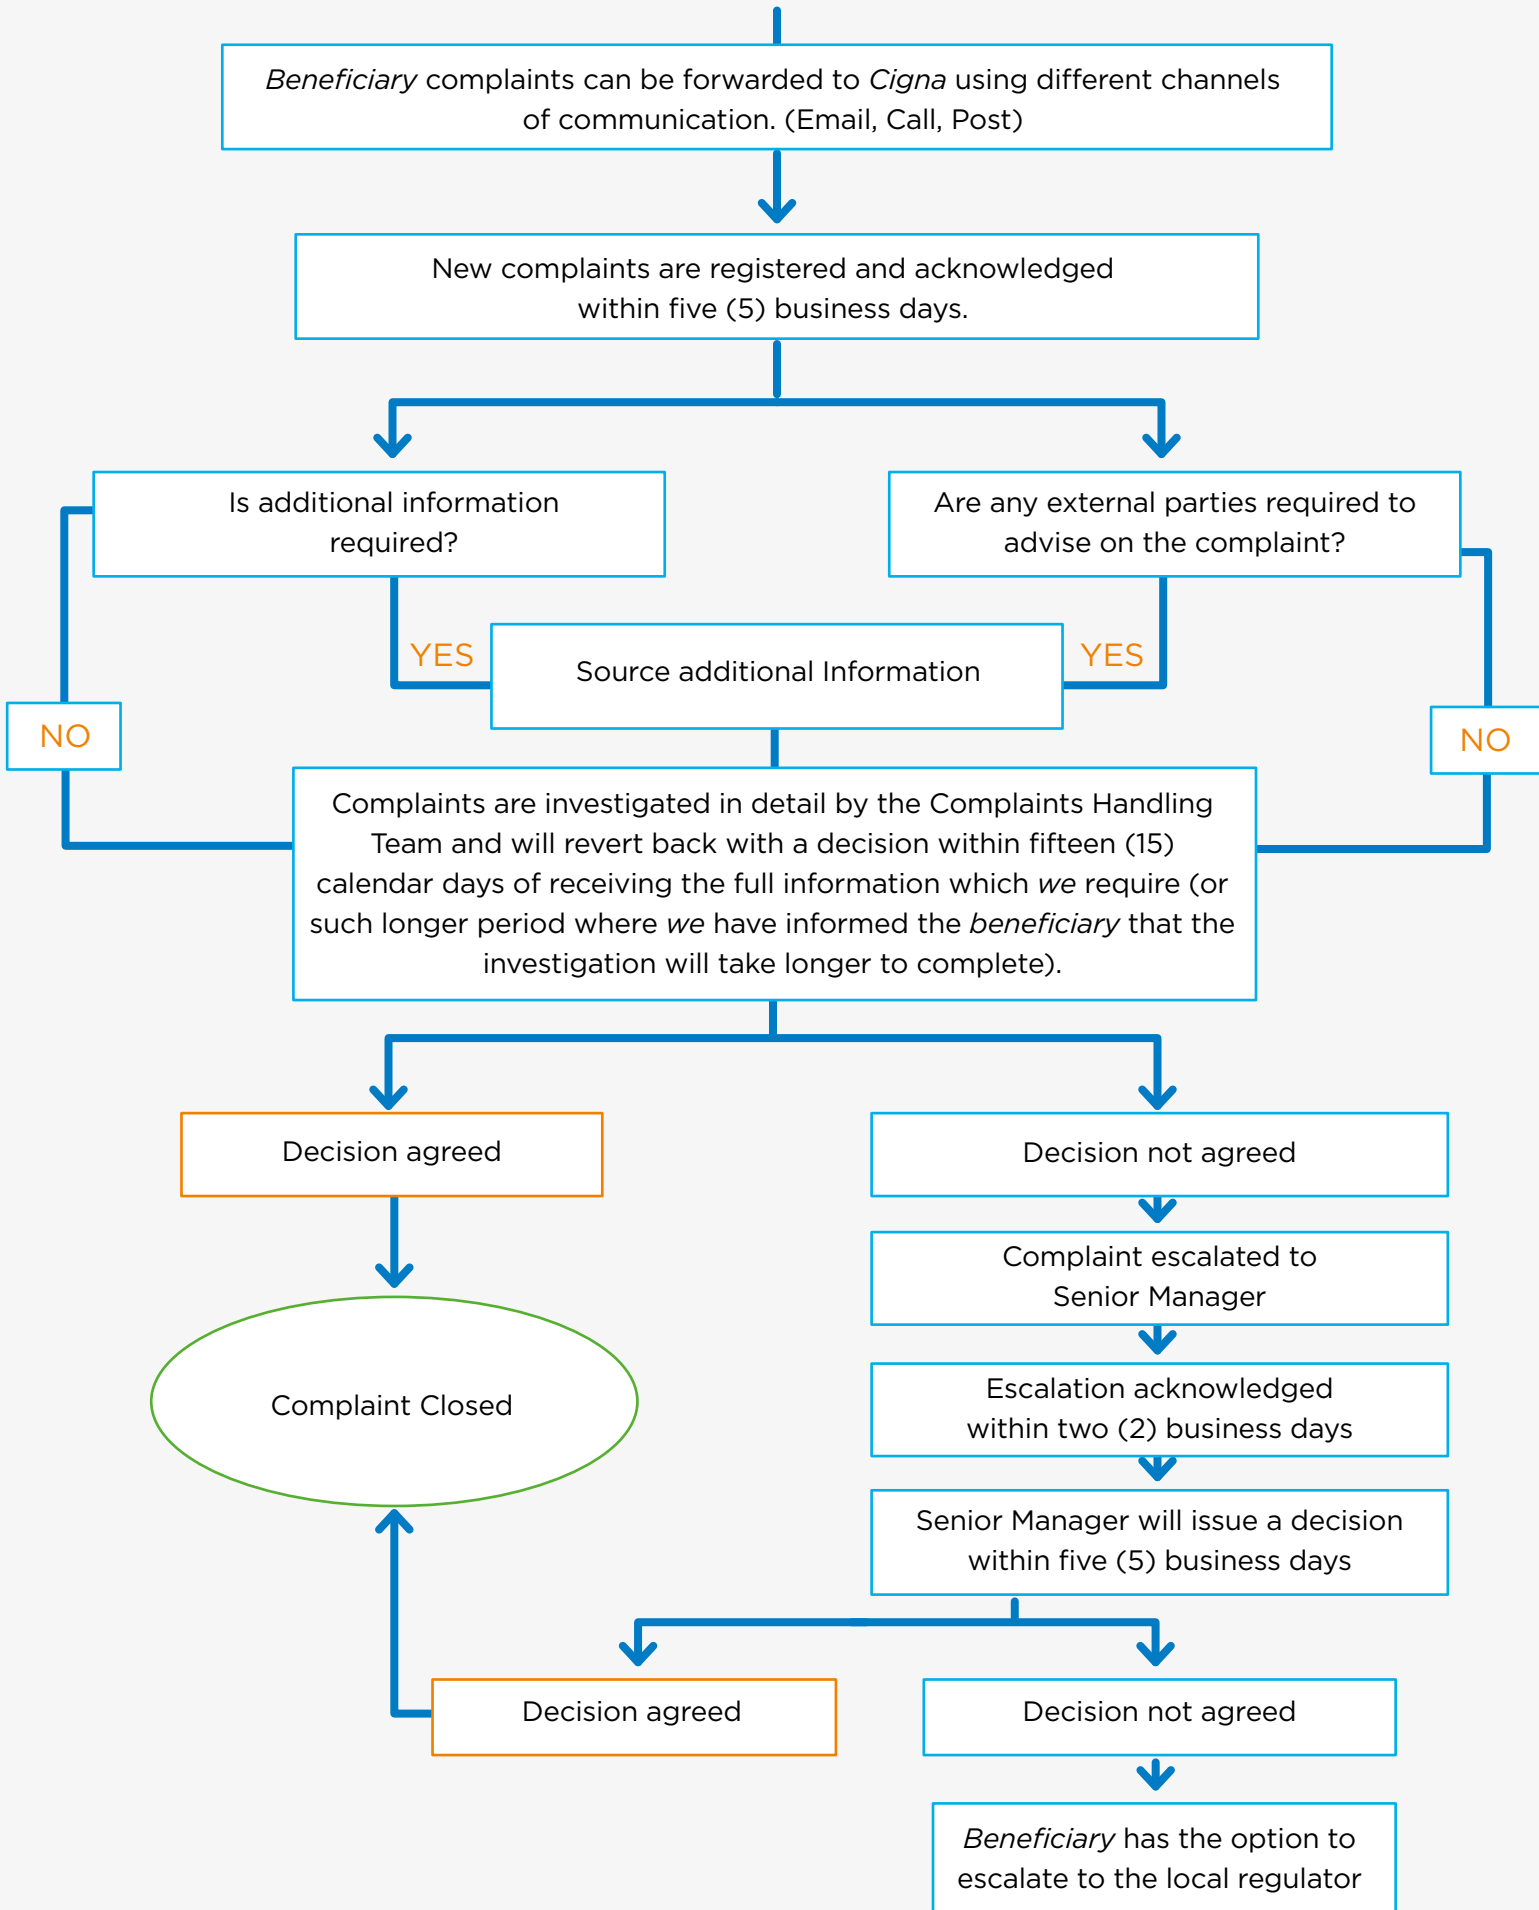 Beneficiary complaints can be forwarded to Cigna using different channels
of communication. (Email, Call, Post)
New complaints are registered and acknowledged
within five (5) business days.
Is additional information
required?
Are any external parties required to
advise on the complaint?
YES
Source additional Information
YES
NO
NO
Complaints are investigated in detail by the Complaints Handling
Team and will revert back with a decision within fifteen (15)
calendar days of receiving the full information which we require (or
such longer period where we have informed the beneficiary that the
investigation will take longer to complete).
Decision agreed
Decision not agreed
Complaint escalated to
Senior Manager
Escalation acknowledged
within two (2) business days
Complaint Closed
Senior Manager will issue a decision
within five (5) business days
Decision agreed
Decision not agreed
Beneficiary has the option to
escalate to the local regulator